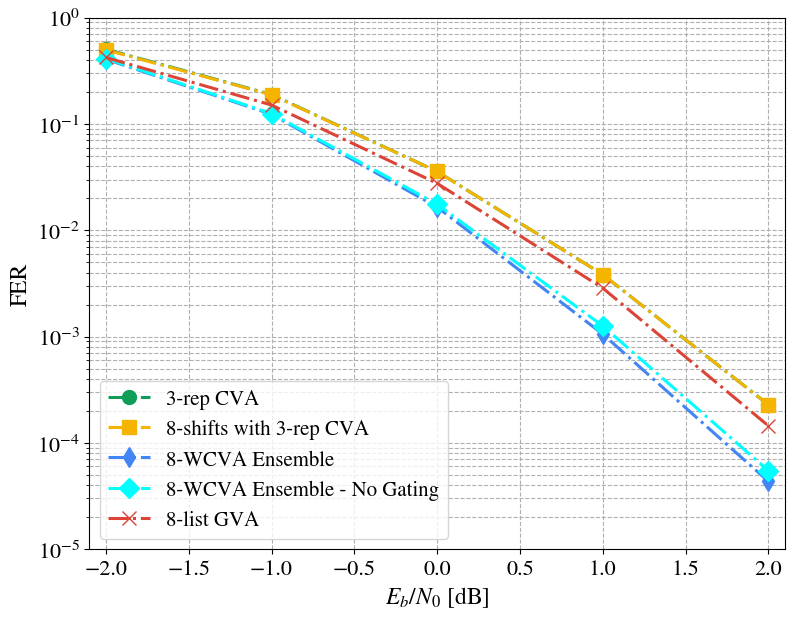 10⁰
10⁻¹
10⁻²
10⁻³
10⁻⁴
10⁻⁵
FER
3-rep CVA
8-shifts with 3-rep CVA
8-WCVA Ensemble
8-WCVA Ensemble - No Gating
8-list GVA
−2.0 −1.5 −1.0 −0.5 0.0 0.5 1.0 1.5 2.0
E_b/N_0 [dB]